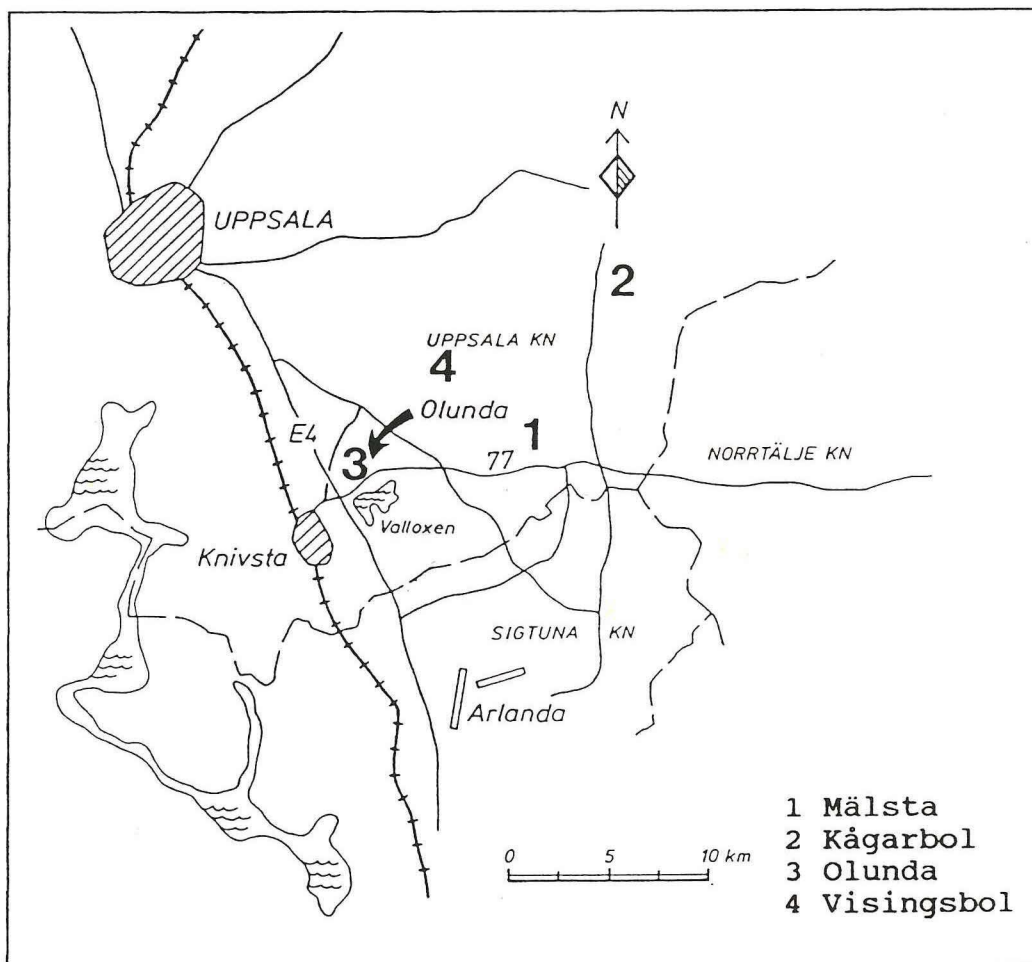 N
UPPSALA
2
UPPSALA KN
4
Olunda
E4
1
3
77
NORRTÄLJE KN
Valloxen
Knivsta
SIGTUNA KN
Arlanda
1 Mälsta
2 Kågarbol
3 Olunda
4 Visingsbol
0 5 10 km